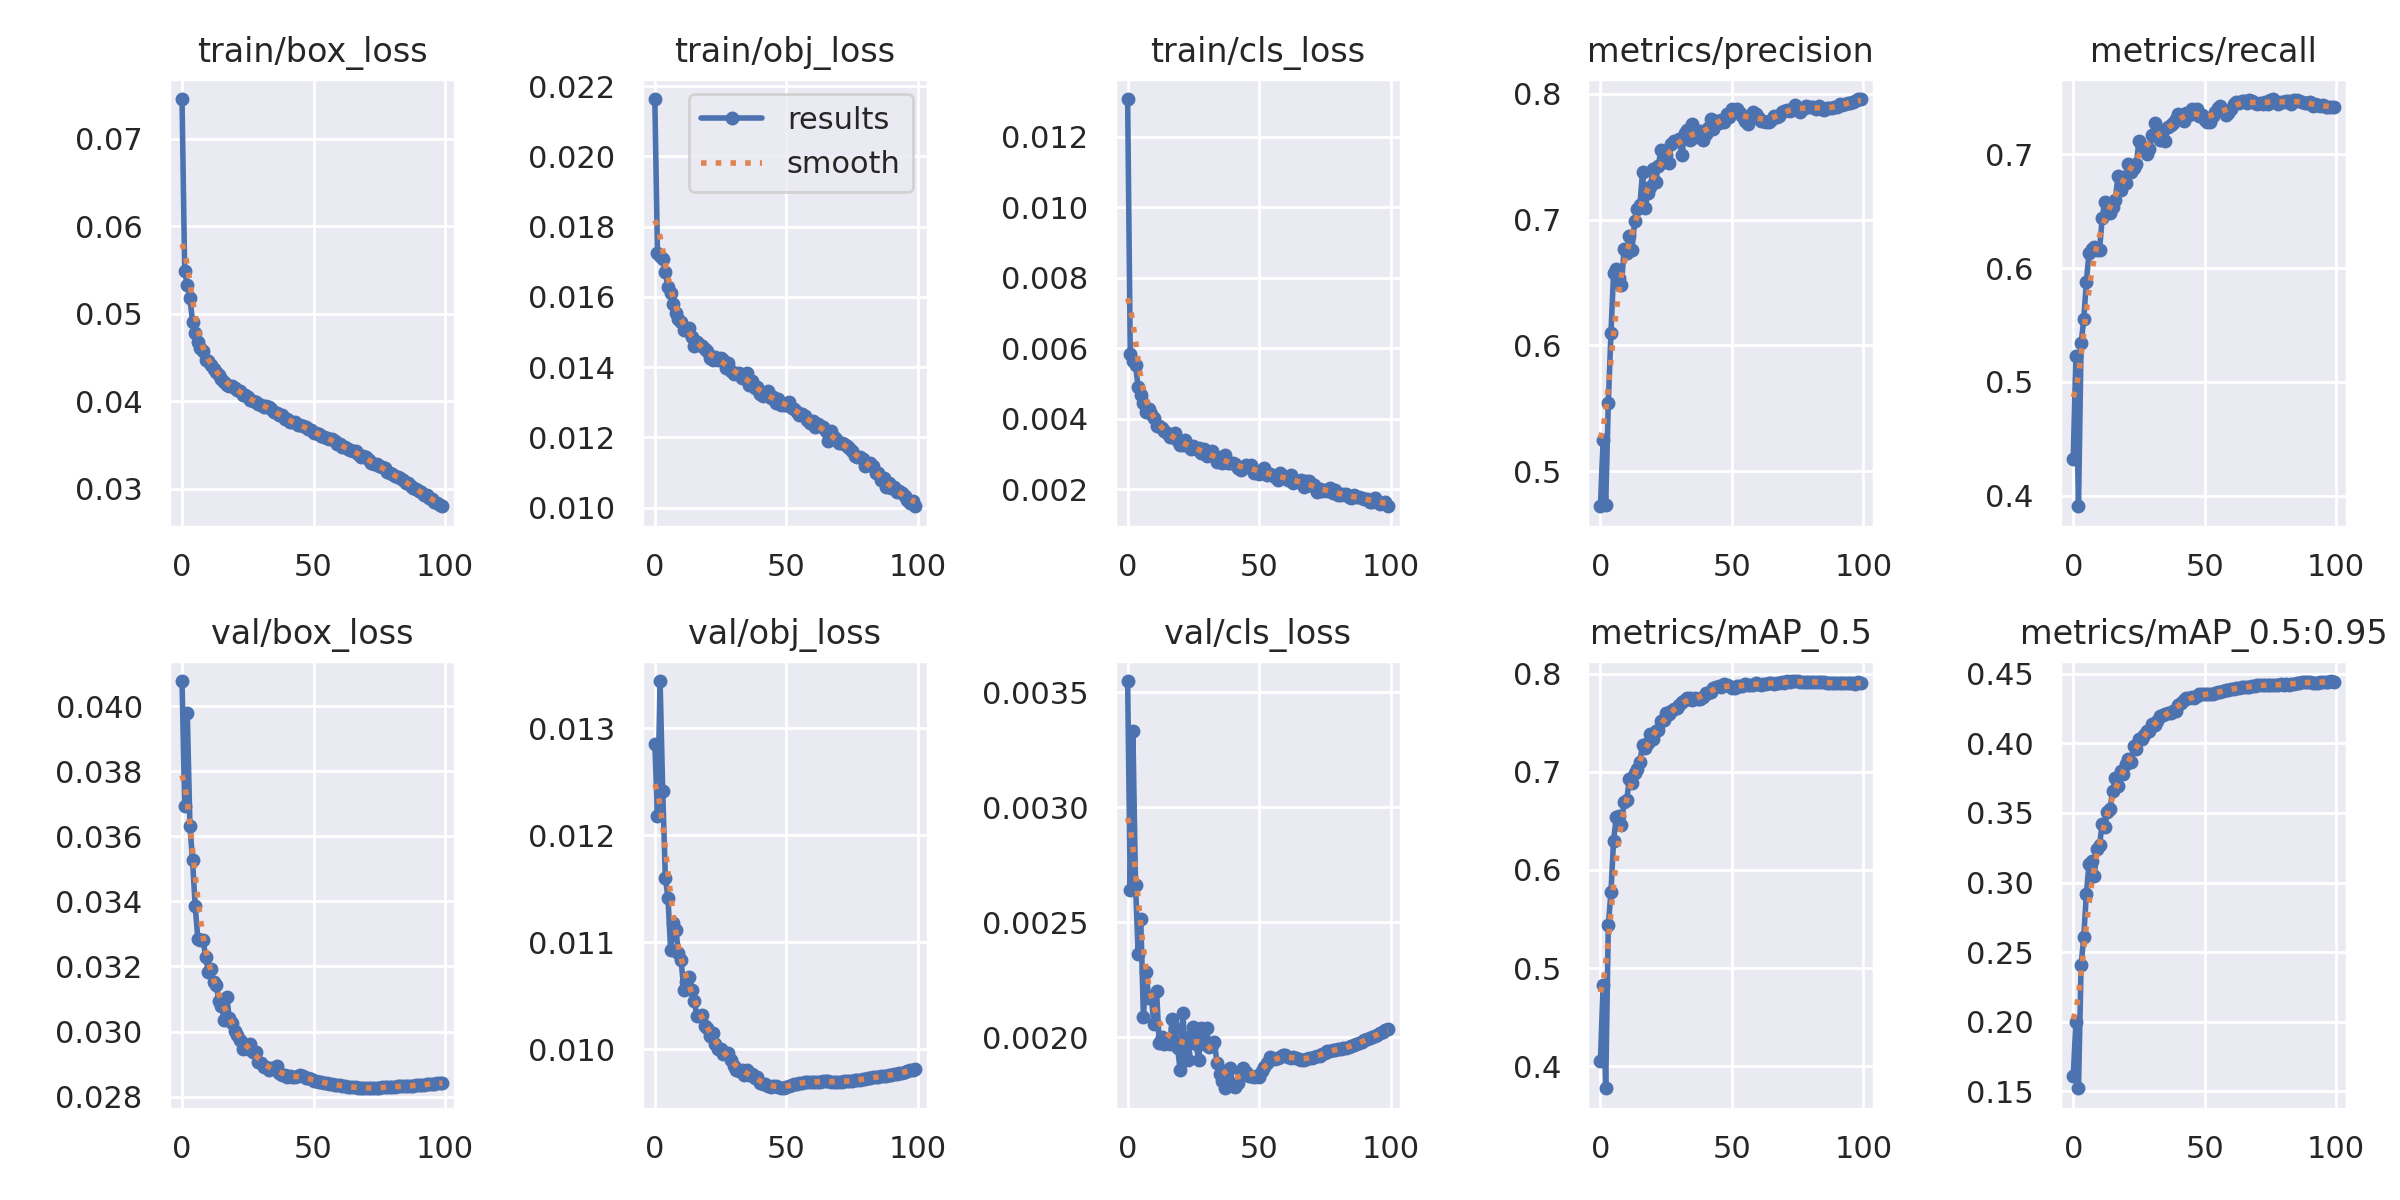 train/box_loss
0.07
0.06
0.05
0.04
0.03
0 50 100
train/obj_loss
results
smooth
0.022
0.020
0.018
0.016
0.014
0.012
0.010
0 50 100
train/cls_loss
0.012
0.010
0.008
0.006
0.004
0.002
0 50 100
metrics/precision
0.8
0.7
0.6
0.5
0 50 100
metrics/recall
0.7
0.6
0.5
0.4
0 50 100
val/box_loss
0.040
0.038
0.036
0.034
0.032
0.030
0.028
0 50 100
val/obj_loss
0.013
0.012
0.011
0.010
0 50 100
val/cls_loss
0.0035
0.0030
0.0025
0.0020
0 50 100
metrics/mAP_0.5
0.8
0.7
0.6
0.5
0.4
0 50 100
metrics/mAP_0.5:0.95
0.45
0.40
0.35
0.30
0.25
0.20
0.15
0 50 100